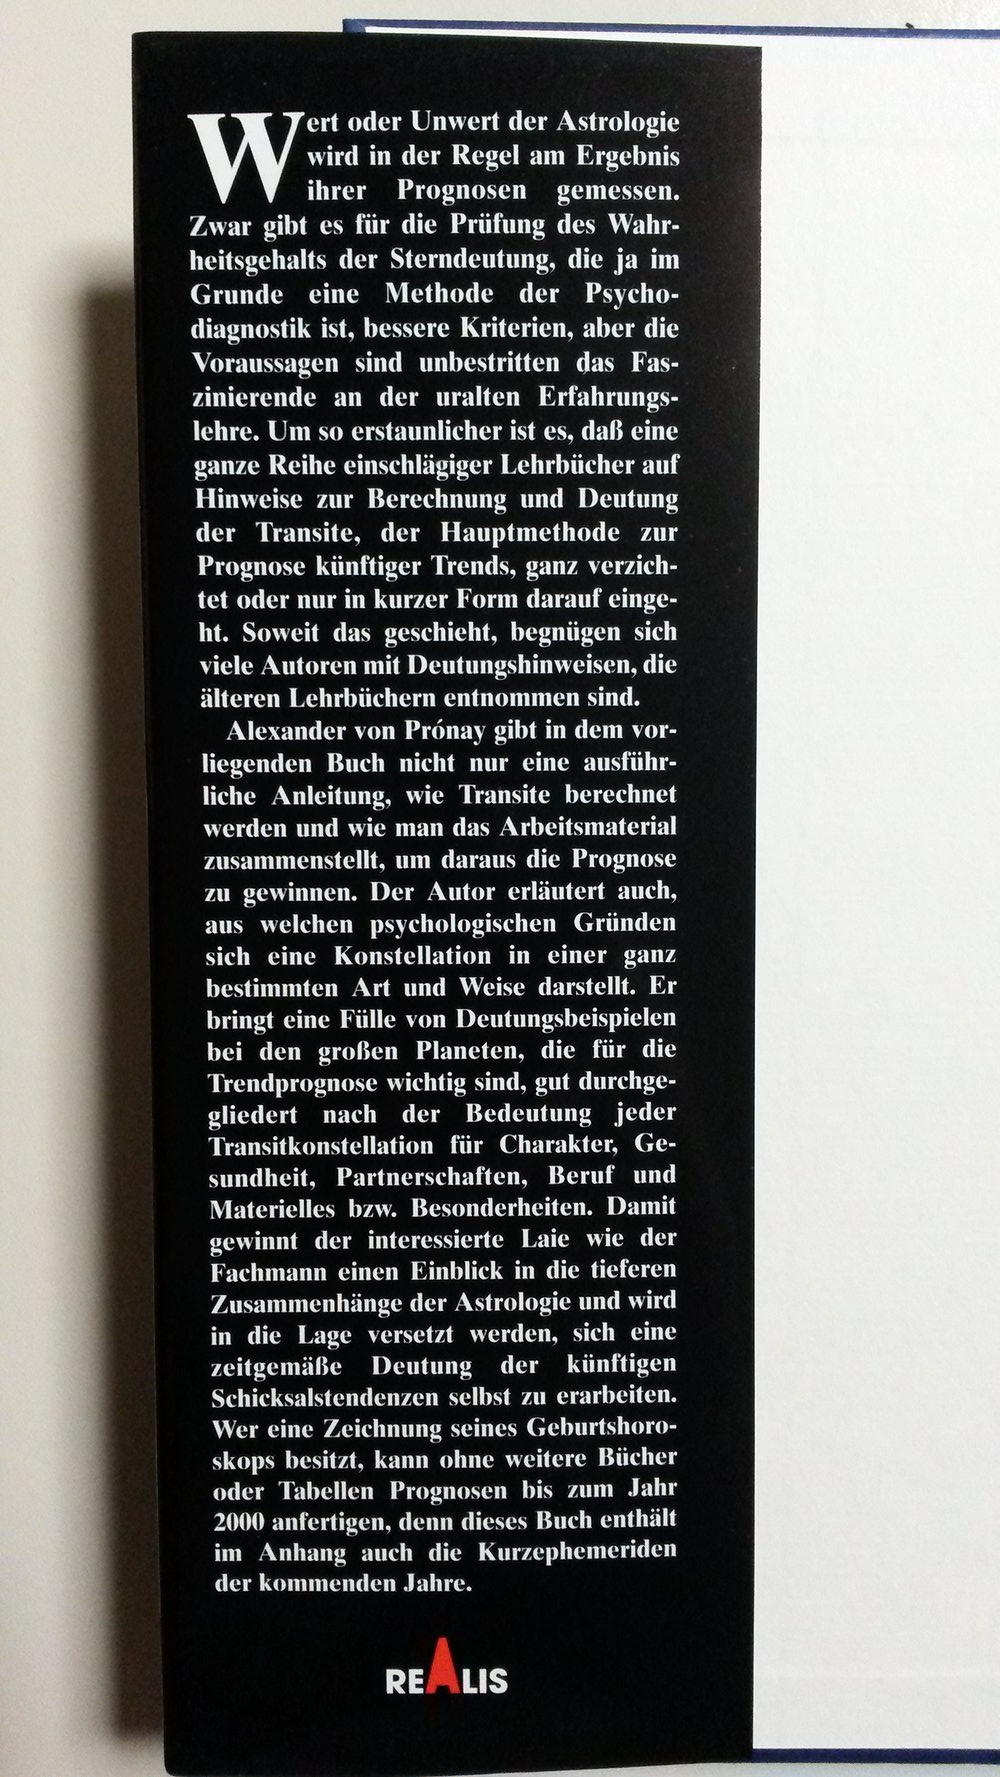 Wert oder Unwert der Astrologie
wird in der Regel am Ergebnis
ihrer Prognosen gemessen.
Zwar gibt es für die Prüfung des Wahr-
heitsgehalts der Sterndeutung, die ja im
Grunde eine Methode der Psycho-
diagnostik ist, bessere Kriterien, aber die
Voraussagen sind unbestritten das Fas-
zinierende an der uralten Erfahrungs-
lehre. Um so erstaunlicher ist es, daß eine
ganze Reihe einschlägiger Lehrbücher auf
Hinweise zur Berechnung und Deutung
der Transite, der Hauptmethode zur
Prognose künftiger Trends, ganz verzich-
tet oder nur in kurzer Form darauf einge-
ht. Soweit das geschieht, begnügen sich
viele Autoren mit Deutungshinweisen, die
älteren Lehrbüchern entnommen sind.
Alexander von Prónay gibt in dem vor-
liegenden Buch nicht nur eine ausführ-
liche Anleitung, wie Transite berechnet
werden und wie man das Arbeitsmaterial
zusammenstellt, um daraus die Prognose
zu gewinnen. Der Autor erläutert auch,
aus welchen psychologischen Gründen
sich eine Konstellation in einer ganz
bestimmten Art und Weise darstellt. Er
bringt eine Fülle von Deutungsbeispielen
bei den großen Planeten, die für die
Trendprognose wichtig sind, gut durchge-
gliedert nach der Bedeutung jeder
Transitkonstellation für Charakter, Ge-
sundheit, Partnerschaften, Beruf und
Materielles bzw. Besonderheiten. Damit
gewinnt der interessierte Laie wie der
Fachmann einen Einblick in die tieferen
Zusammenhänge der Astrologie und wird
in die Lage versetzt werden, sich eine
zeitgemäße Deutung der künftigen
Schicksalstendenzen selbst zu erarbeiten.
Wer eine Zeichnung seines Geburtshoro-
skops besitzt, kann ohne weitere Bücher
oder Tabellen Prognosen bis zum Jahr
2000 anfertigen, denn dieses Buch enthält
im Anhang auch die Kurzephemeriden
der kommenden Jahre.
REALIS